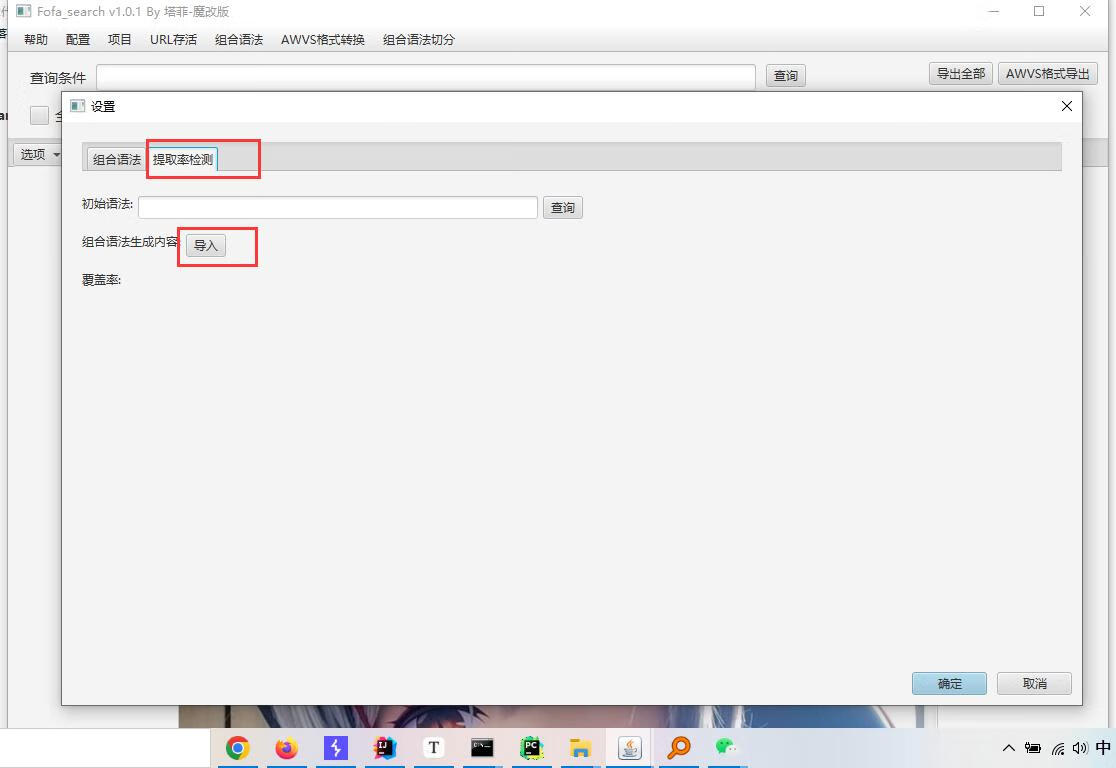 Fofa_search v1.0.1 By 塔菲-魔改版
帮助 配置 项目 URL存活 组合语法 AWVS格式转换 组合语法切分
查询条件 查询 导出全部 AWVS格式导出
设置
选项 组合语法 提取率检测
初始语法: 查询
组合语法生成内容 导入
覆盖率:
确定 取消
IJ T C:\. PC 中